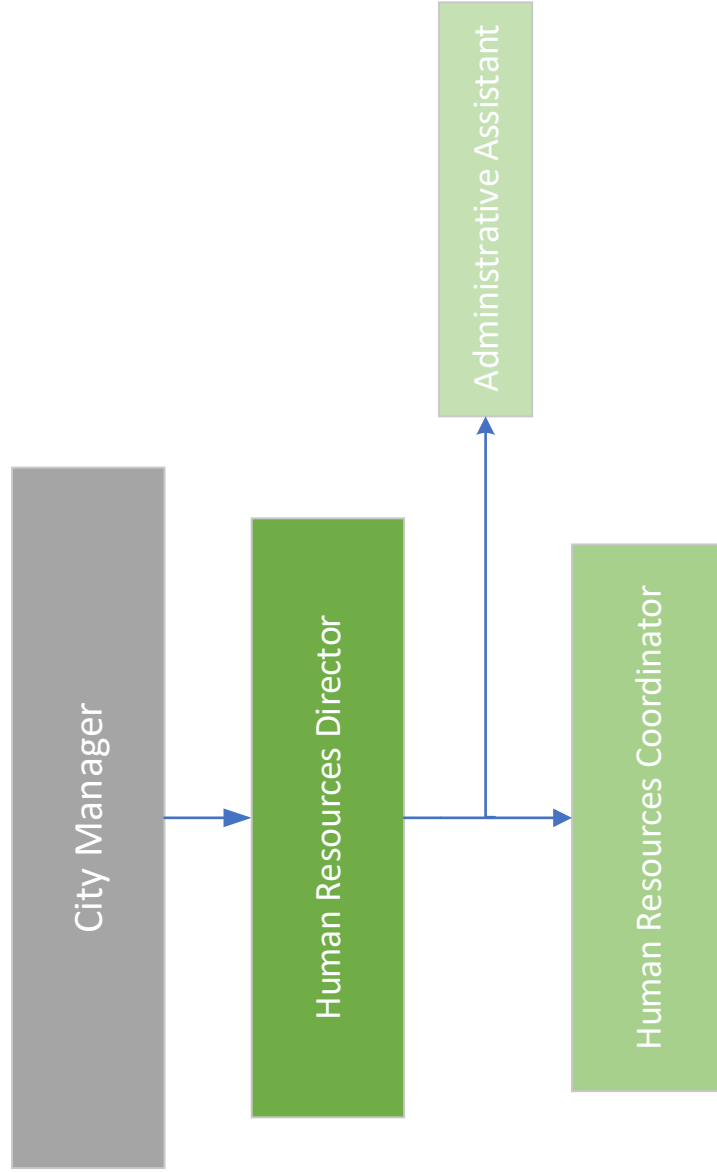 City Manager
Human Resources Director
Administrative Assistant
Human Resources Coordinator